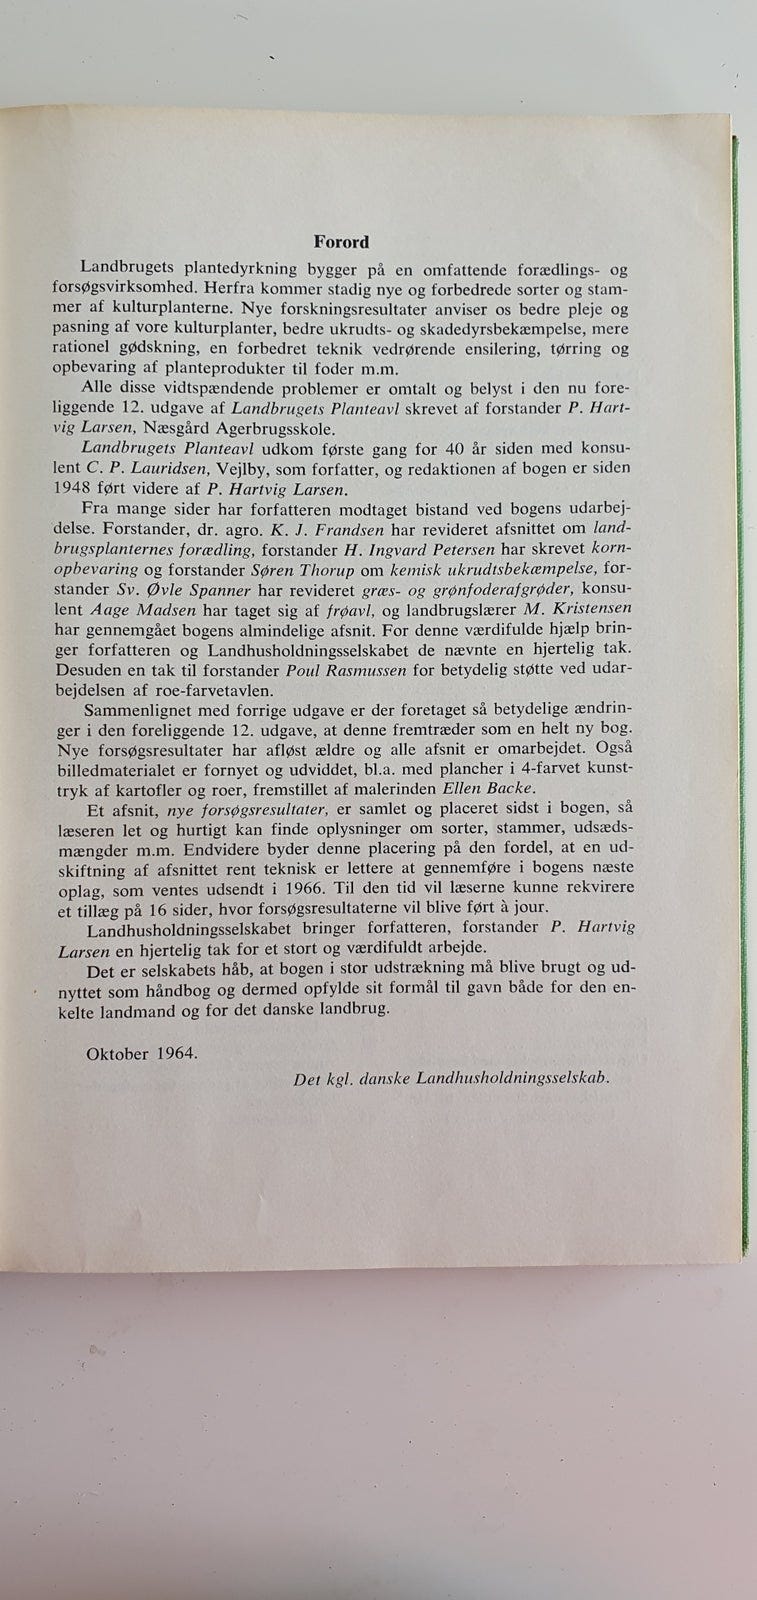 Forord
Landbrugets plantedyrkning bygger på en omfattende forædlings- og
forsøgsvirksomhed. Herfra kommer stadig nye og forbedrede sorter og stam-
mer af kulturplanterne. Nye forskningsresultater anviser os bedre pleje og
pasning af vore kulturplanter, bedre ukrudts- og skadedyrsbekæmpelse, mere
rationel gødskning, en forbedret teknik vedrørende ensilering, tørring og
opbevaring af planteprodukter til foder m.m.
Alle disse vidtspændende problemer er omtalt og belyst i den nu fore-
liggende 12. udgave af Landbrugets Planteavl skrevet af forstander P. Hart-
vig Larsen, Næsgård Agerbrugsskole.
Landbrugets Planteavl udkom første gang for 40 år siden med konsu-
lent C. P. Lauridsen, Vejlby, som forfatter, og redaktionen af bogen er siden
1948 ført videre af P. Hartvig Larsen.
Fra mange sider har forfatteren modtaget bistand ved bogens udarbej-
delse. Forstander, dr. agro. K. J. Frandsen har revideret afsnittet om land-
brugsplanternes forædling, forstander H. Ingvard Petersen har skrevet korn-
opbevaring og forstander Søren Thorup om kemisk ukrudtsbekæmpelse, for-
stander Sv. Øvle Spanner har revideret græs- og grønfoderafgrøder, konsu-
lent Aage Madsen har taget sig af frøavl, og landbrugslærer M. Kristensen
har gennemgået bogens almindelige afsnit. For denne værdifulde hjælp brin-
ger forfatteren og Landhusholdningsselskabet de nævnte en hjertelig tak.
Desuden en tak til forstander Poul Rasmussen for betydelig støtte ved udar-
bejdelsen af roe-farvetavlen.
Sammenlignet med forrige udgave er der foretaget så betydelige ændrin-
ger i den foreliggende 12. udgave, at denne fremtræder som en helt ny bog.
Nye forsøgsresultater har afløst ældre og alle afsnit er omarbejdet. Også
billedmaterialet er fornyet og udviddet, bl.a. med plancher i 4-farvet kunst-
tryk af kartofler og roer, fremstillet af malerinden Ellen Backe.
Et afsnit, nye forsøgsresultater, er samlet og placeret sidst i bogen, så
læseren let og hurtigt kan finde oplysninger om sorter, stammer, udsæds-
mængder m.m. Endvidere byder denne placering på den fordel, at en ud-
skiftning af afsnittet rent teknisk er lettere at gennemføre i bogens næste
oplag, som ventes udsendt i 1966. Til den tid vil læserne kunne rekvirere
et tillæg på 16 sider, hvor forsøgsresultaterne vil blive ført à jour.
Landhusholdningsselskabet bringer forfatteren, forstander P. Hartvig
Larsen en hjertelig tak for et stort og værdifuldt arbejde.
Det er selskabets håb, at bogen i stor udstrækning må blive brugt og ud-
nyttet som håndbog og dermed opfylde sit formål til gavn både for den en-
kelte landmand og for det danske landbrug.
Oktober 1964.
Det kgl. danske Landhusholdningsselskab.